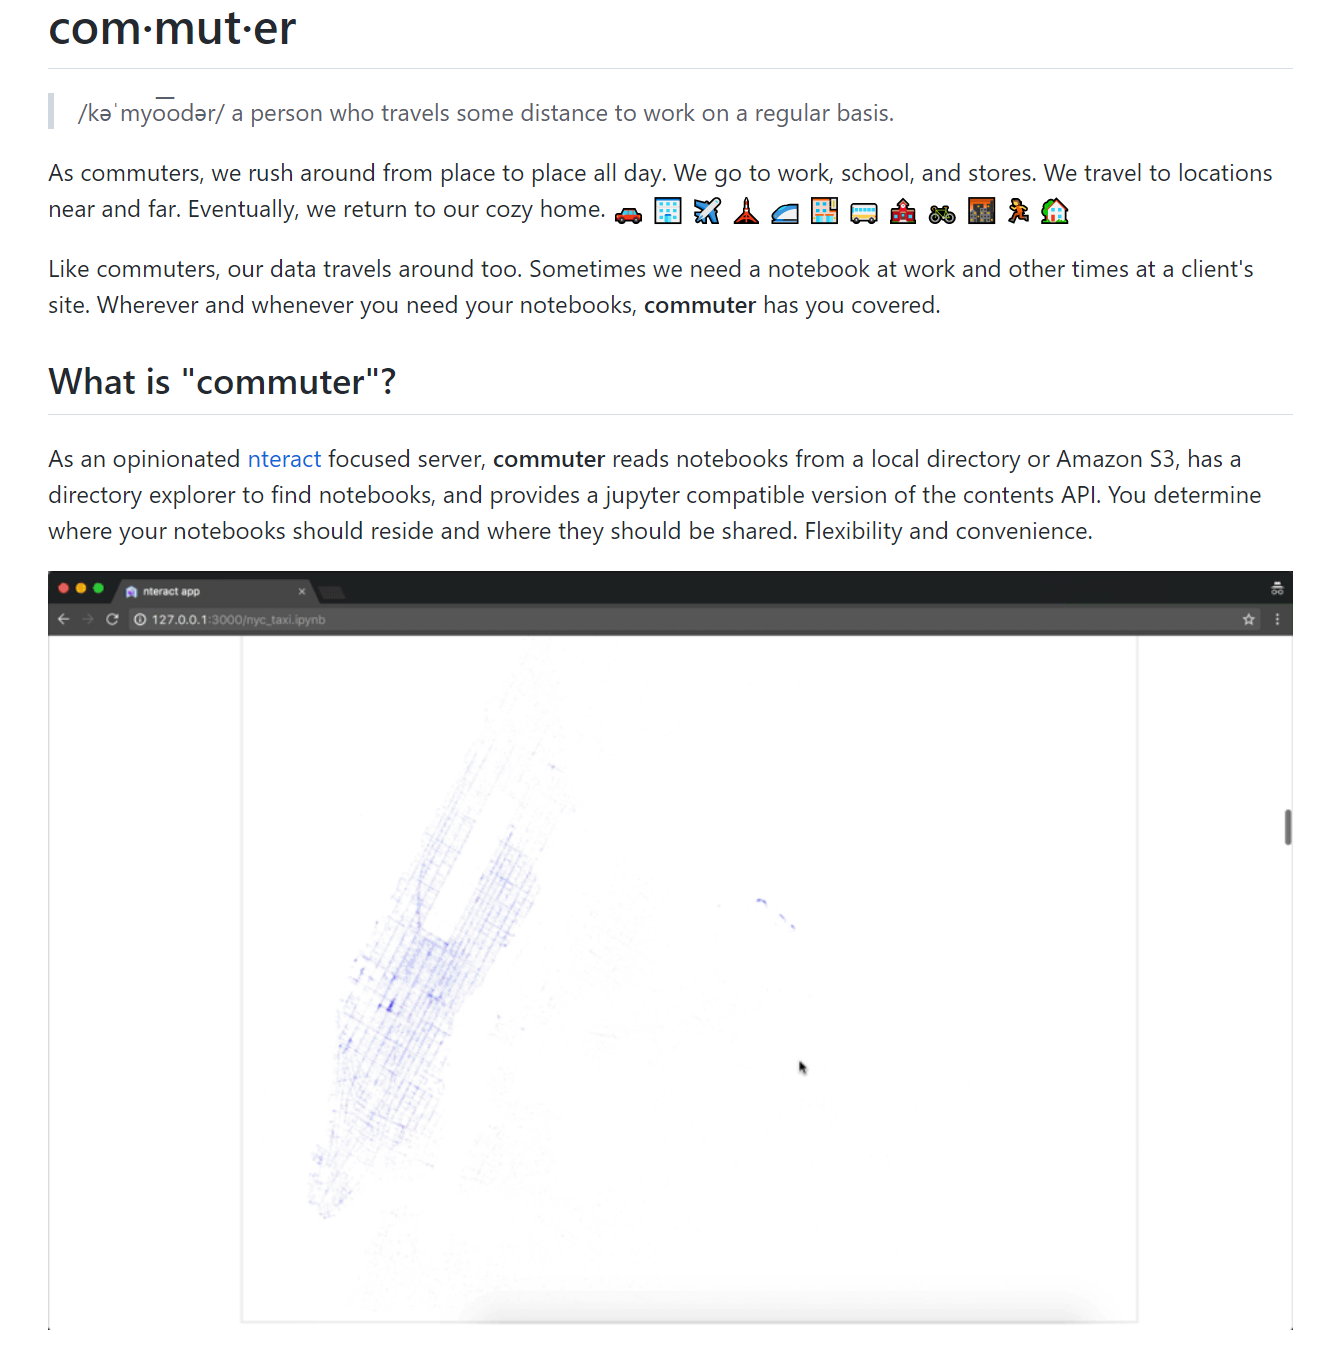 com·mut·er
/kəˈmyo͞odər/ a person who travels some distance to work on a regular basis.
As commuters, we rush around from place to place all day. We go to work, school, and stores. We travel to locations
near and far. Eventually, we return to our cozy home. 🚗 🏢 ✈️ 🗼 🚄 🏬 🚌 🏫 🚲 🌆 🏃 🏡
Like commuters, our data travels around too. Sometimes we need a notebook at work and other times at a client's
site. Wherever and whenever you need your notebooks, commuter has you covered.
What is "commuter"?
As an opinionated nteract focused server, commuter reads notebooks from a local directory or Amazon S3, has a
directory explorer to find notebooks, and provides a jupyter compatible version of the contents API. You determine
where your notebooks should reside and where they should be shared. Flexibility and convenience.
nteract app
127.0.0.1:3000/nyc_taxi.ipynb